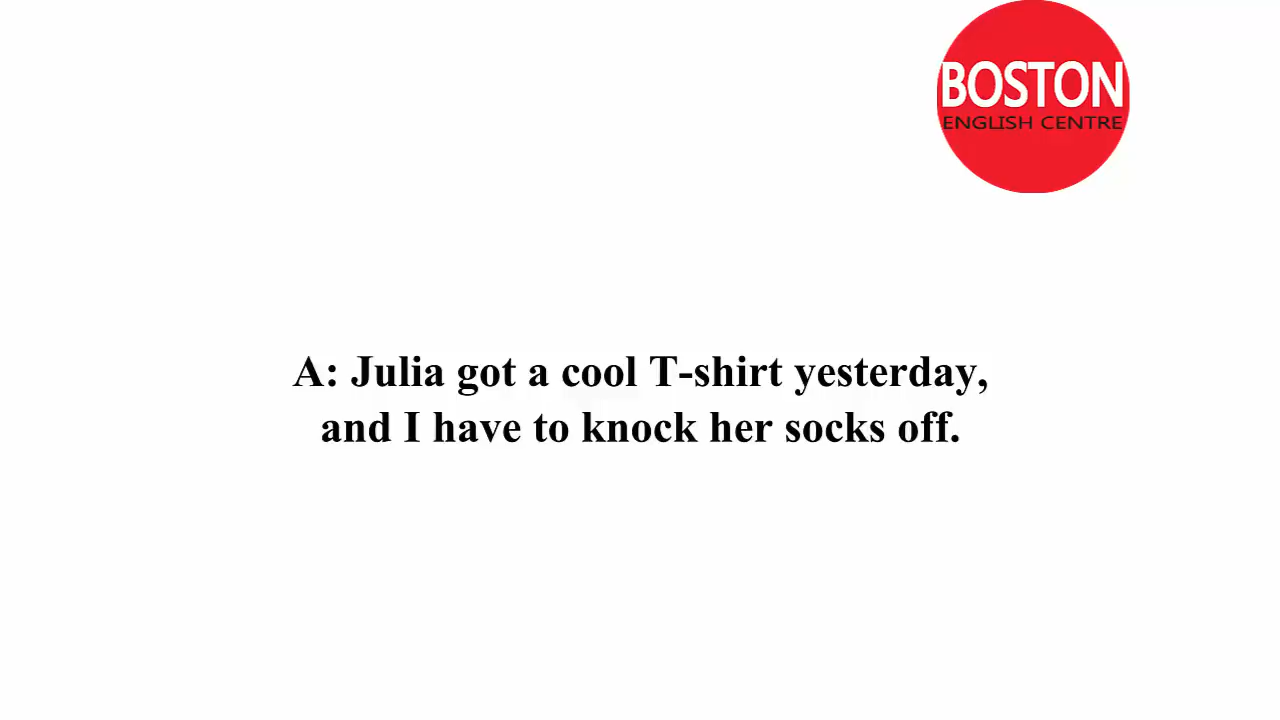 BOSTON
ENGLISH CENTRE
A: Julia got a cool T-shirt yesterday,
and I have to knock her socks off.